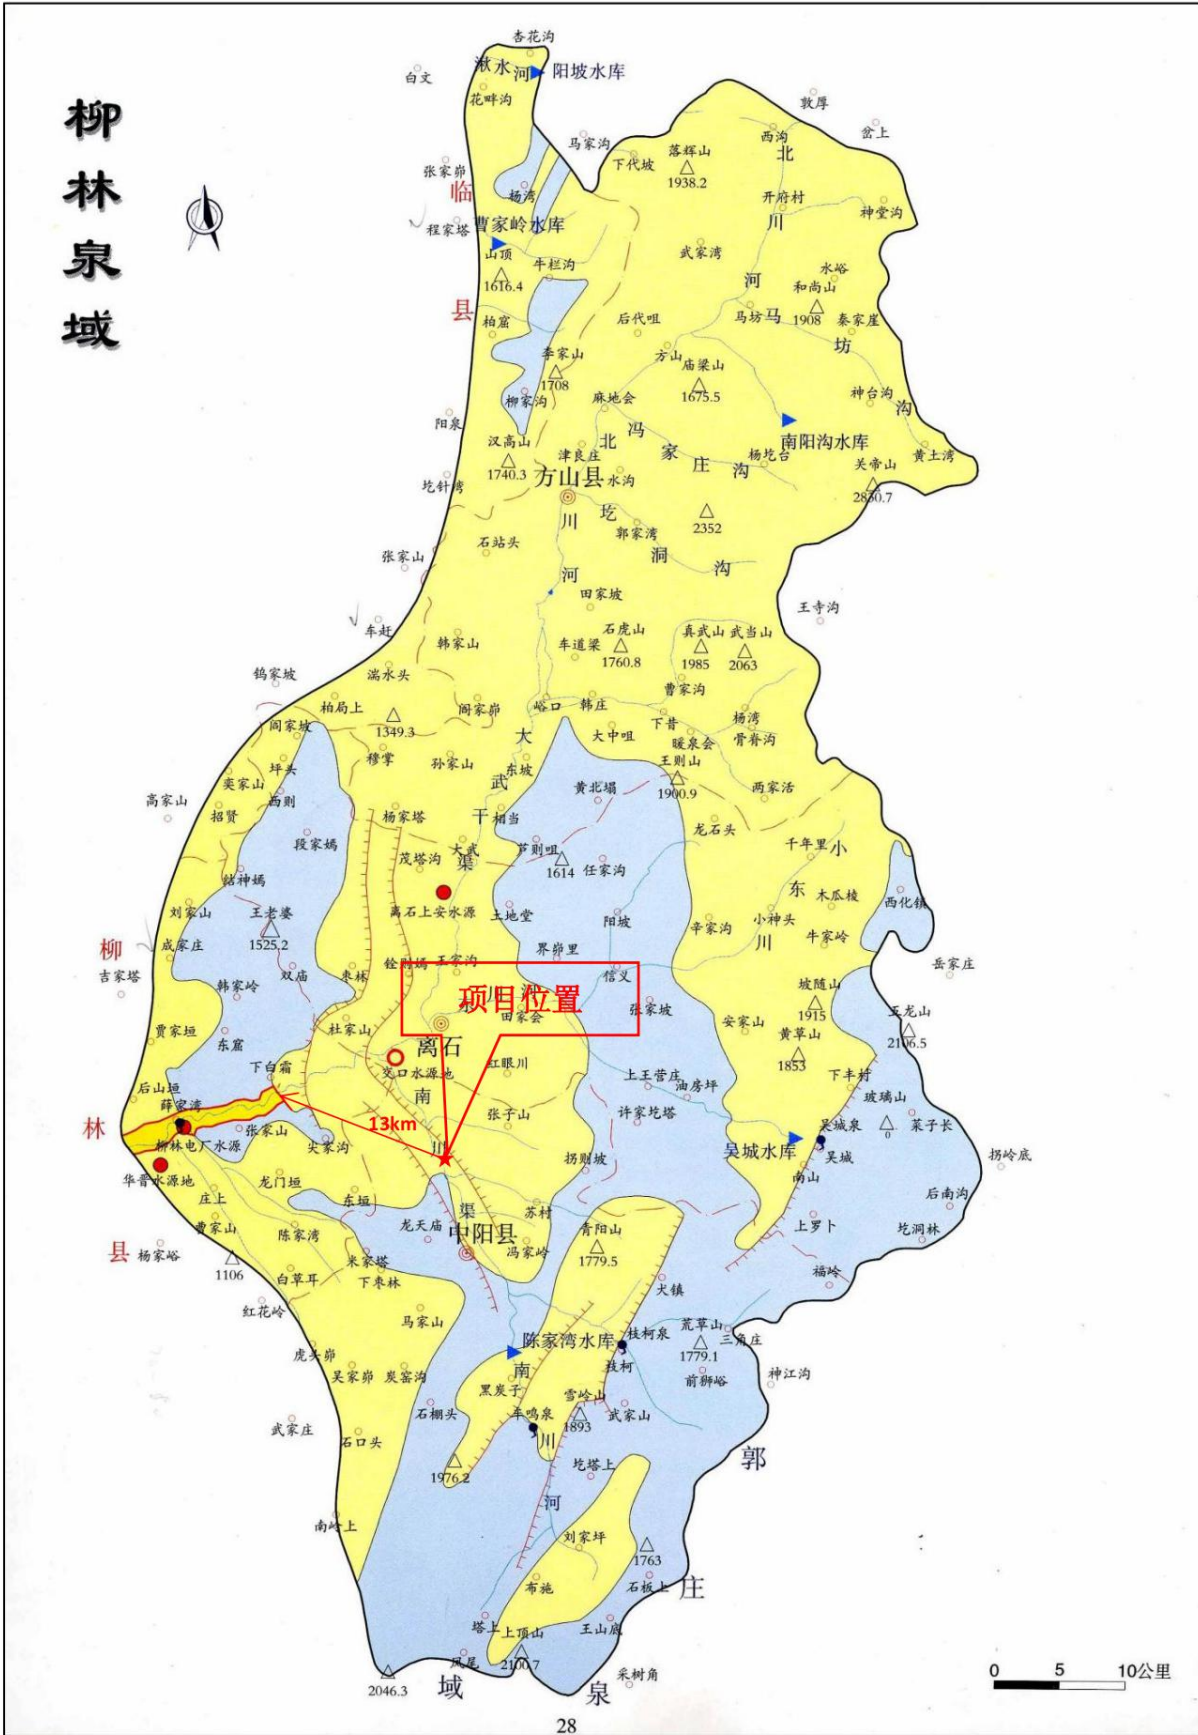 柳林泉域
杏花沟
湫水河
阳坡水库
白文
花畔沟
敦厚
岔上
西沟
北
马家沟
下代坡
落辉山
1938.2
张家峁
临
杨湾
开府村
川
神堂沟
程家塔
曹家岭水库
山顶
1616.4
牛栏沟
武家湾
水峪
河
和尚山
1908
县
柏窟
后代咀
马坊
马
秦家崖
坊
方山
李家山
1708
庙梁山
1675.5
柳家沟
麻地会
神台沟
沟
阳泉
南阳沟水库
汉高山
1740.3
津良庄
北
冯
家
庄
沟
杨圪台
关帝山
2830.7
黄土湾
圪针湾
方山县
水沟
川
圪
2352
郭家湾
石站头
洞
沟
张家山
河
田家坡
王寺沟
车赶
韩家山
车道梁
石虎山
1760.8
真武山
1985
武当山
2063
湍水头
钨家坡
曹家沟
柏局上
阎家峁
峪口
韩庄
下昔
杨湾
1349.3
阎家坡
大
大中咀
暖泉会
骨脊沟
穆掌
孙家山
东坡
王则山
1900.9
坪头
奕家山
武
黄北塌
两家活
高家山
西则
招贤
杨家塔
干
相当
龙石头
段家嫣
大武
渠
芦则咀
1614
任家沟
千年里
小
茂塔沟
东
西化镇
离石上安水源
土地堂
阳坡
木瓜棱
刘家山
王老婆
1525.2
辛家沟
小神头
川
牛家岭
柳
成家庄
界峁里
岳家庄
吉家塔
双庙
枣林
王家沟
信义
韩家岭
项目位置
张家坡
坡随山
1915
田家会
贾家垣
东窟
杜家山
安家山
黄草山
1853
2106.5
离石
下白霜
交口水源地
红眼川
上王营庄
油房坪
下丰村
玻璃山
0
后山垣
薛家湾
南
张子山
许家圪塔
菜子长
林
13km
柳林电厂水源
张家山
尖家沟
川
吴城水库
吴城泉
吴城
拐岭底
华晋水源地
龙门垣
拐则坡
南山
庄上
东垣
后南沟
曹家山
龙天庙
渠
苏村
青阳山
1779.5
上罗卜
圪洞林
县
杨家峪
1106
陈家湾
中阳县
冯家岭
米家塔
下枣林
白草耳
福岭
红花岭
马家山
陈家湾水库
枝柯泉
荒草山
1779.1
三角庄
虎头峁
吴家峁
炭窑沟
南
枝柯
前狮峪
神江沟
黑炭子
雪岭山
1893
石棚头
车鸣泉
武家山
武家庄
石口头
川
郭
1976.2
圪塔上
河
南岭上
刘家坪
1763
布施
石板上
庄
塔上
上顶山
2100.7
王山底
凤尾
2046.3
域
泉
采树角
0 5 10公里
28